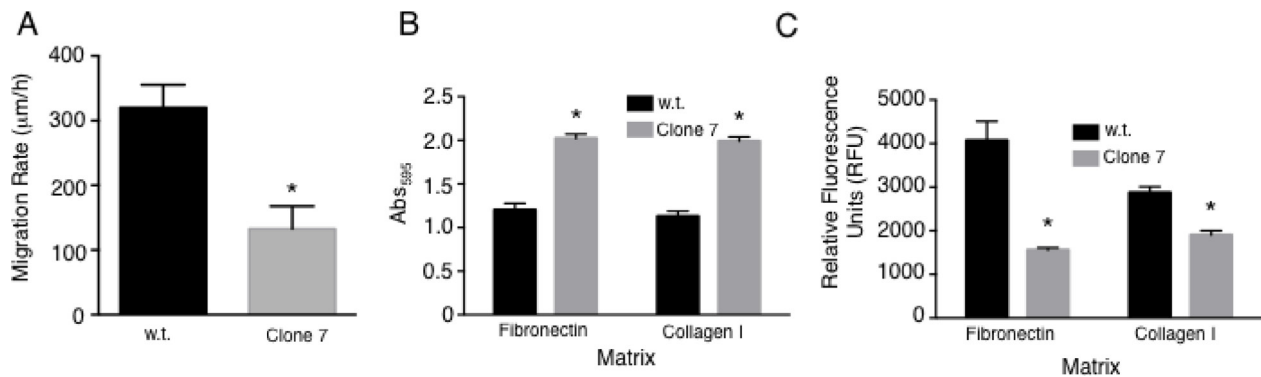 A
Migration Rate (μm/h)
400
300
200
100
0
*
w.t.
Clone 7
B
Abs595
2.5
2.0
1.5
1.0
0.5
0
w.t.
Clone 7
*
*
Fibronectin
Collagen I
Matrix
C
Relative Fluorescence
Units (RFU)
5000
4000
3000
2000
1000
0
w.t.
Clone 7
*
*
Fibronectin
Collagen I
Matrix